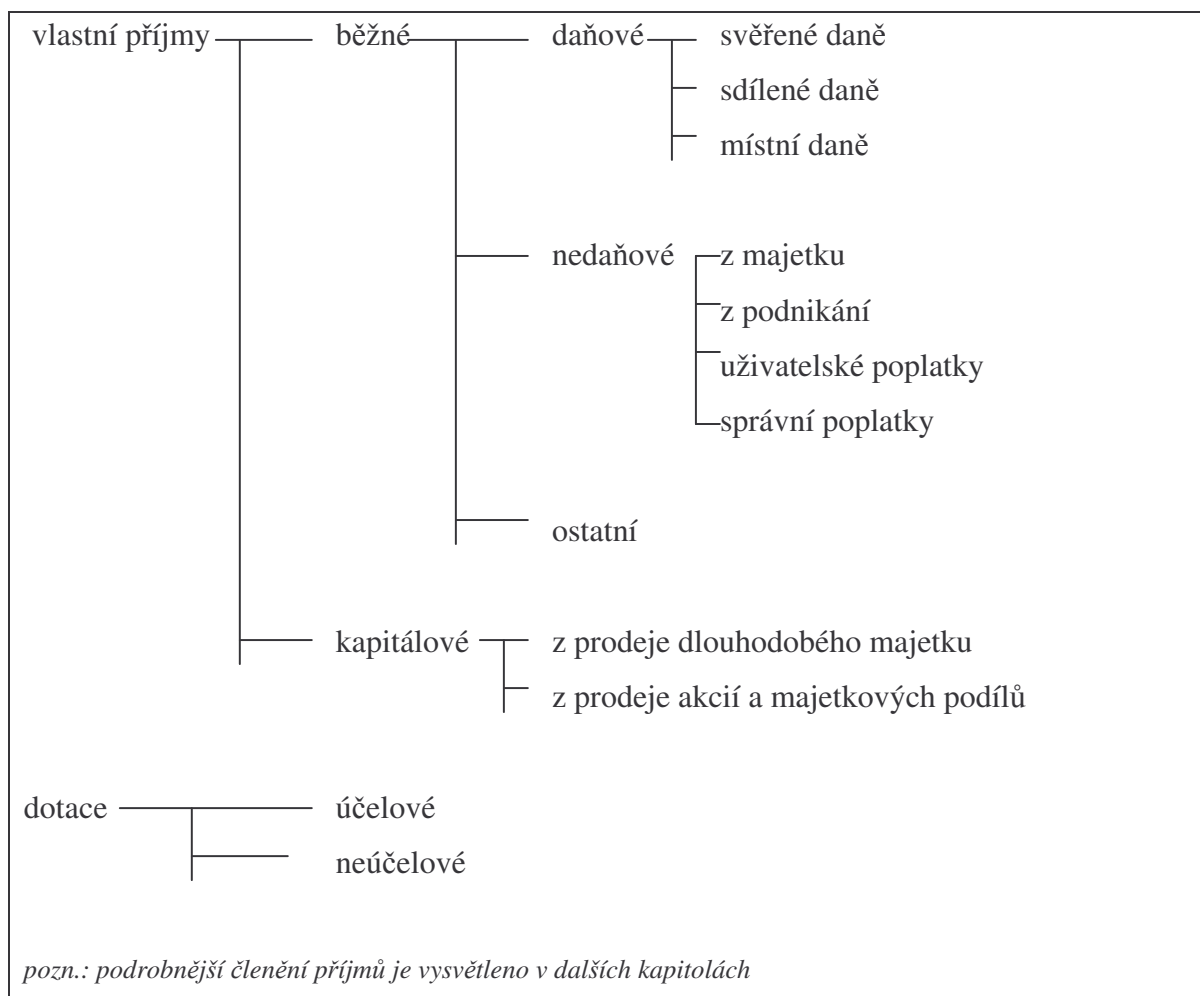 vlastní příjmy běžné daňové svěřené daně
sdílené daně
místní daně
nedaňové z majetku
z podnikání
uživatelské poplatky
správní poplatky
ostatní
kapitálové z prodeje dlouhodobého majetku
z prodeje akcií a majetkových podílů
dotace účelové
neúčelové
pozn.: podrobnější členění příjmů je vysvětleno v dalších kapitolách